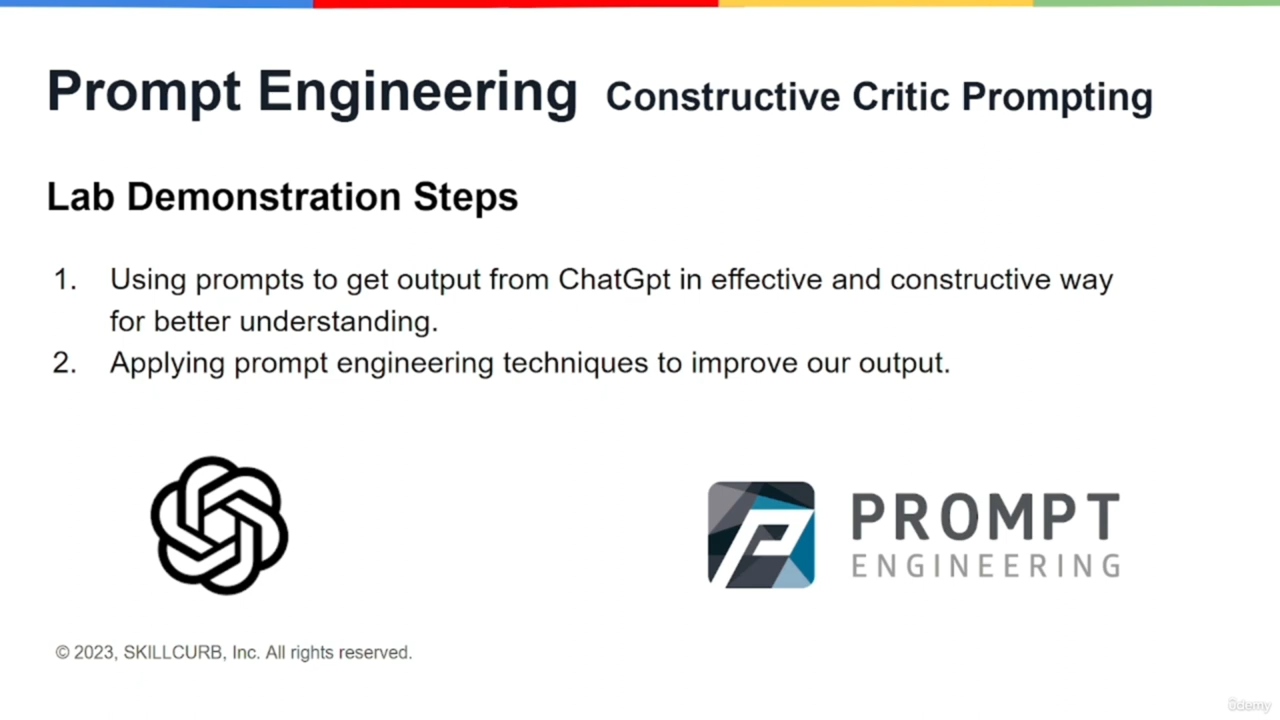 Prompt Engineering Constructive Critic Prompting
Lab Demonstration Steps
1. Using prompts to get output from ChatGpt in effective and constructive way
for better understanding.
2. Applying prompt engineering techniques to improve our output.
PROMPT
ENGINEERING
© 2023, SKILLCURB, Inc. All rights reserved.
ûdemy